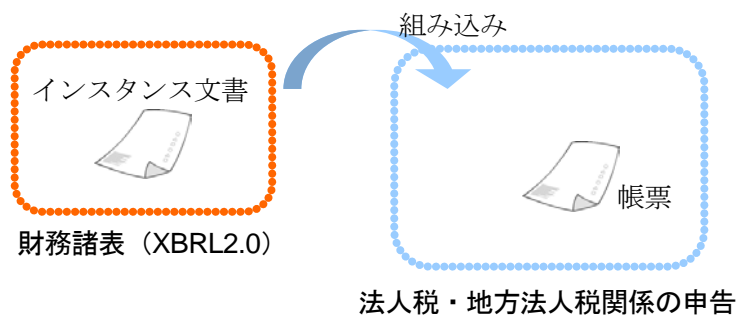 組み込み
インスタンス文書
帳票
財務諸表（XBRL2.0）
法人税・地方法人税関係の申告